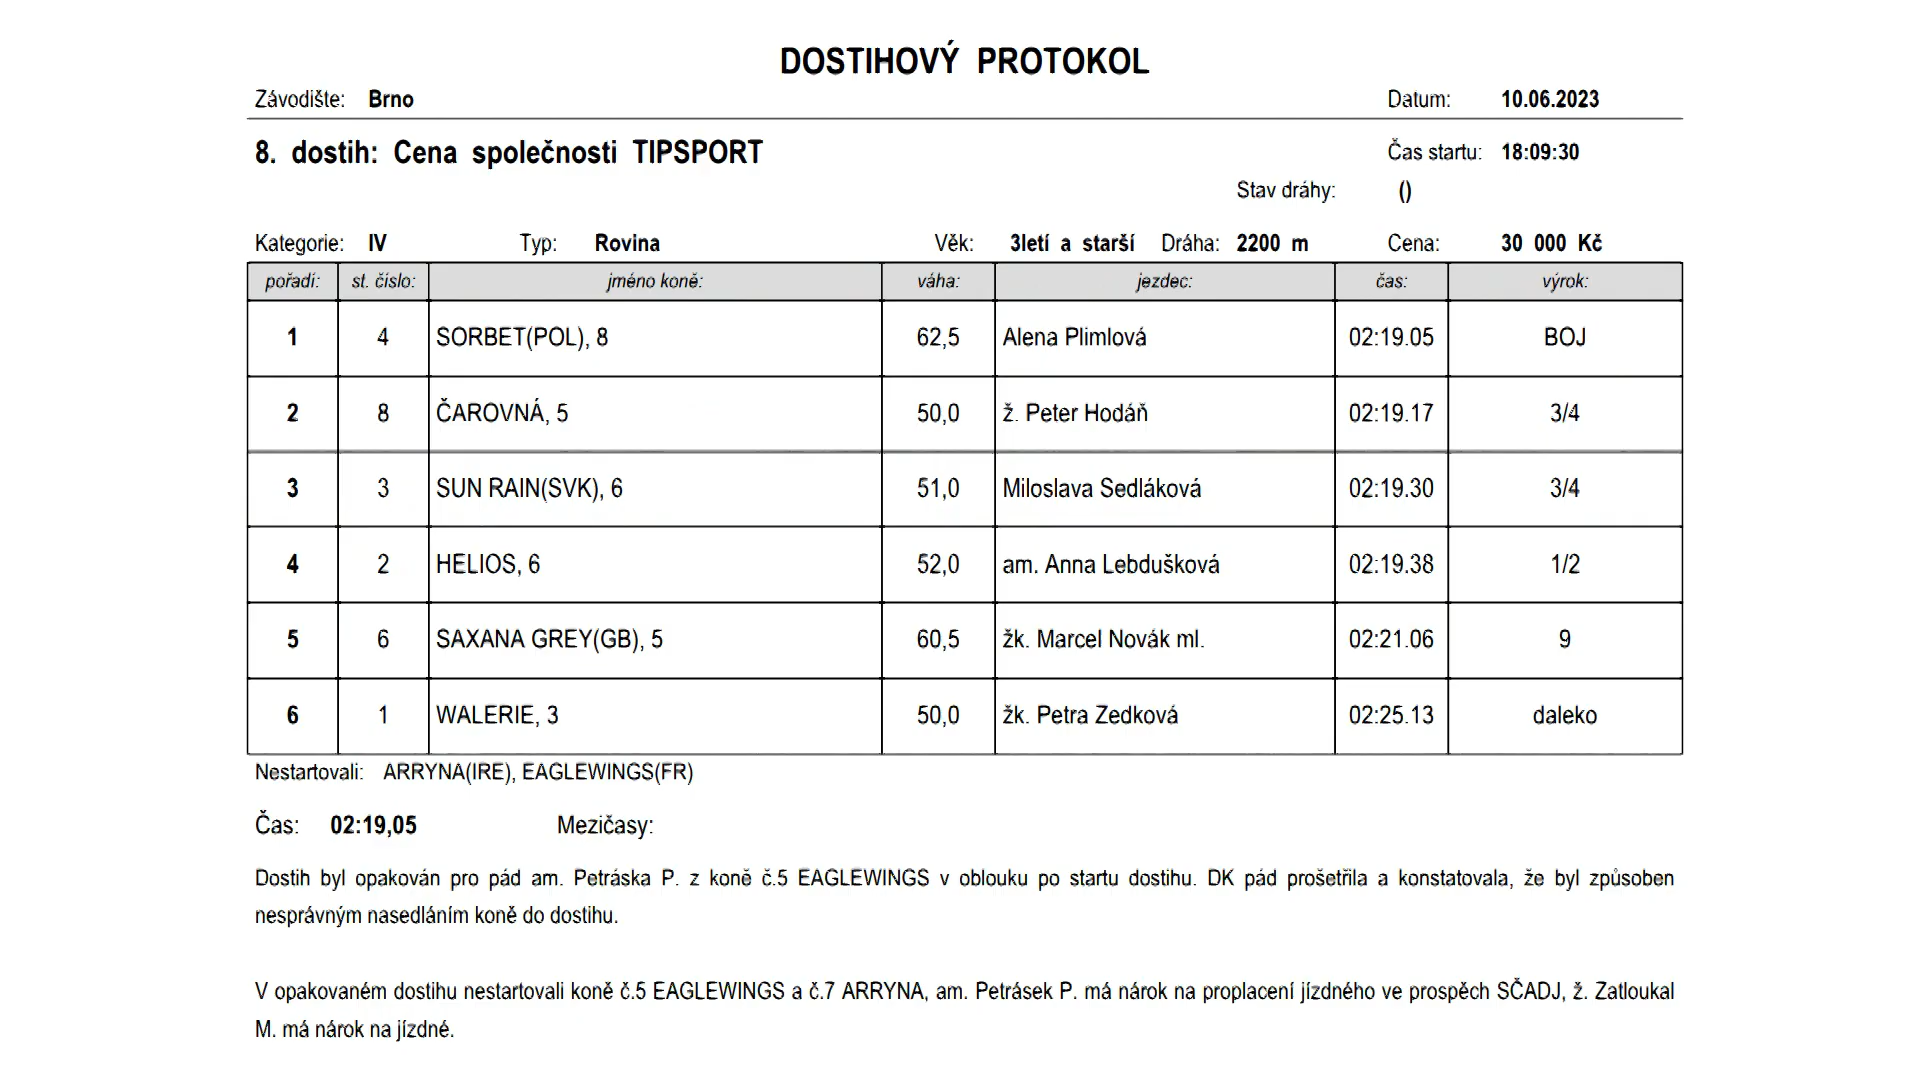 DOSTIHOVÝ PROTOKOL
Závodiště: Brno Datum: 10.06.2023
8. dostih: Cena společnosti TIPSPORT Čas startu: 18:09:30
Stav dráhy: ()
Kategorie: IV Typ: Rovina Věk: 3letí a starší Dráha: 2200 m Cena: 30 000 Kč
pořadí: st. číslo: jméno koně: váha: jezdec: čas: výrok:
1 4 SORBET(POL), 8 62,5 Alena Plimlová 02:19.05 BOJ
2 8 ČAROVNÁ, 5 50,0 ž. Peter Hodáň 02:19.17 3/4
3 3 SUN RAIN(SVK), 6 51,0 Miloslava Sedláková 02:19.30 3/4
4 2 HELIOS, 6 52,0 am. Anna Lebdušková 02:19.38 1/2
5 6 SAXANA GREY(GB), 5 60,5 žk. Marcel Novák ml. 02:21.06 9
6 1 WALERIE, 3 50,0 žk. Petra Zedková 02:25.13 daleko
Nestartovali: ARRYNA(IRE), EAGLEWINGS(FR)
Čas: 02:19,05 Mezičasy:
Dostih byl opakován pro pád am. Petráska P. z koně č.5 EAGLEWINGS v oblouku po startu dostihu. DK pád prošetřila a konstatovala, že byl způsoben
nesprávným nasedláním koně do dostihu.
V opakovaném dostihu nestartovali koně č.5 EAGLEWINGS a č.7 ARRYNA, am. Petrásek P. má nárok na proplacení jízdného ve prospěch SČADJ, ž. Zatloukal
M. má nárok na jízdné.